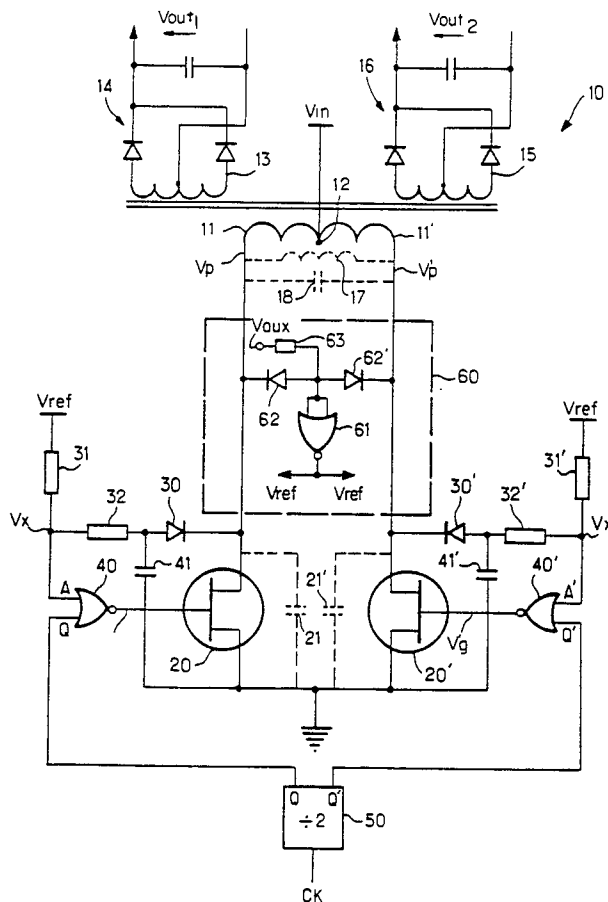 Vout1 Vout2
14 16 10
13 Vin 15
12
11 11'
Vp 17 V'p
18
Vaux 63
62'
60
62 61
Vref Vref
Vref Vref
31 31'
32 30 30' 32'
Vx Vx
40 41 41' 40'
A A'
Q Q'
21'
21
20 Vg 20'
Q Q'
÷2 50
CK